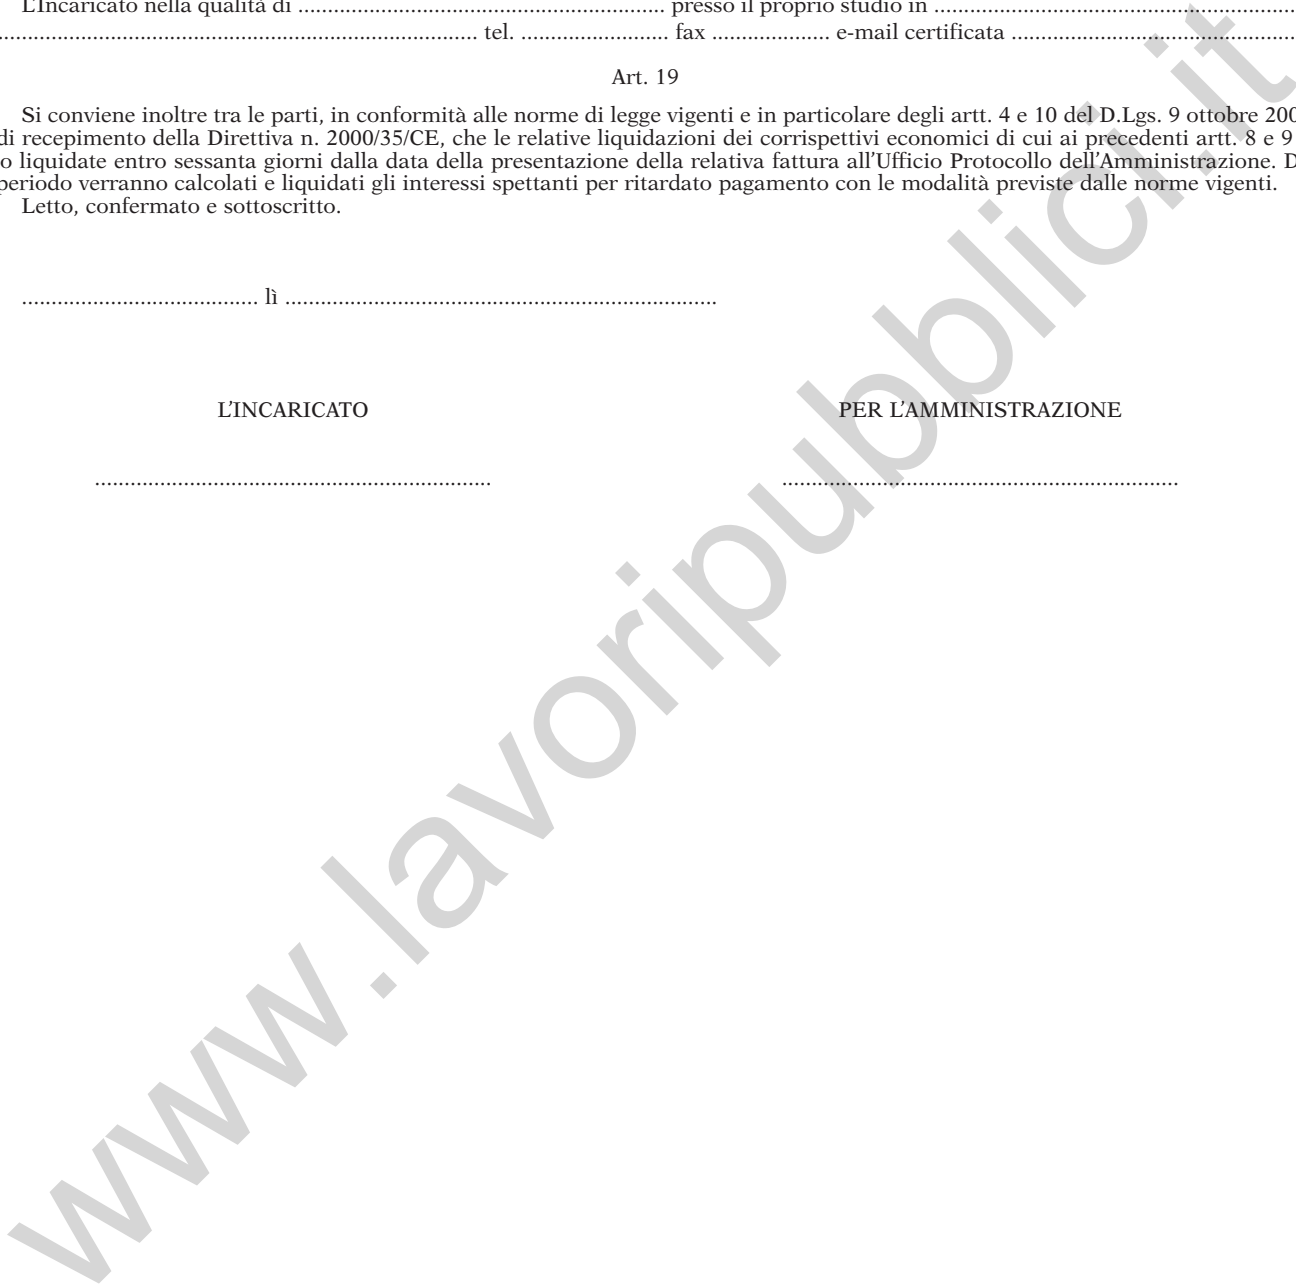 L'Incaricato nella qualità di .............................................................. presso il proprio studio in .............................................................
................................................................................. tel. ......................... fax .................... e-mail certificata ................................................
Art. 19
Si conviene inoltre tra le parti, in conformità alle norme di legge vigenti e in particolare degli artt. 4 e 10 del D.Lgs. 9 ottobre 200
di recepimento della Direttiva n. 2000/35/CE, che le relative liquidazioni dei corrispettivi economici di cui ai precedenti artt. 8 e 9
o liquidate entro sessanta giorni dalla data della presentazione della relativa fattura all'Ufficio Protocollo dell'Amministrazione. D
periodo verranno calcolati e liquidati gli interessi spettanti per ritardato pagamento con le modalità previste dalle norme vigenti.
Letto, confermato e sottoscritto.
........................................ lì .........................................................................
L'INCARICATO PER L'AMMINISTRAZIONE
................................................................... ...................................................................
www.lavoripubblici.it